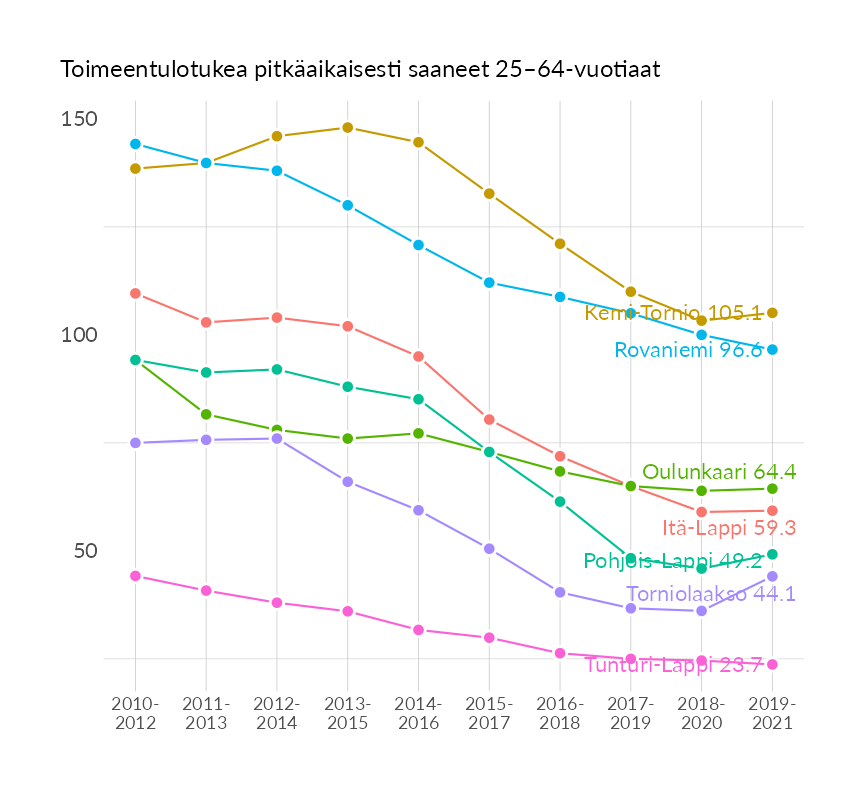 Toimeentulotukea pitkäaikaisesti saaneet 25–64-vuotiaat
150
100
50
Kemi-Tornio 105.1
Rovaniemi 96.6
Oulunkaari 64.4
Itä-Lappi 59.3
Pohjois-Lappi 49.2
Torniolaakso 44.1
Tunturi-Lappi 23.7
2010- 2011- 2012- 2013- 2014- 2015- 2016- 2017- 2018- 2019-
2012 2013 2014 2015 2016 2017 2018 2019 2020 2021